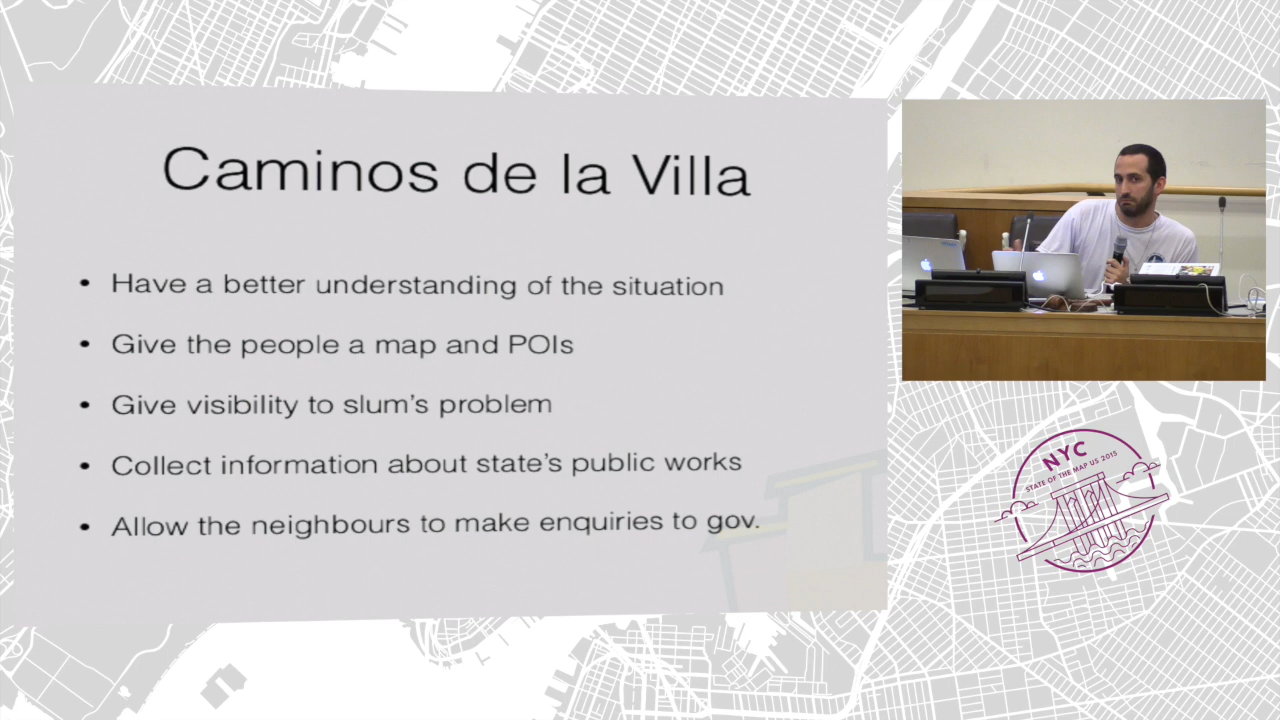 Caminos de la Villa
• Have a better understanding of the situation
• Give the people a map and POIs
• Give visibility to slum's problem
• Collect information about state's public works
• Allow the neighbours to make enquiries to gov.
NYC
STATE OF THE MAP US 2015